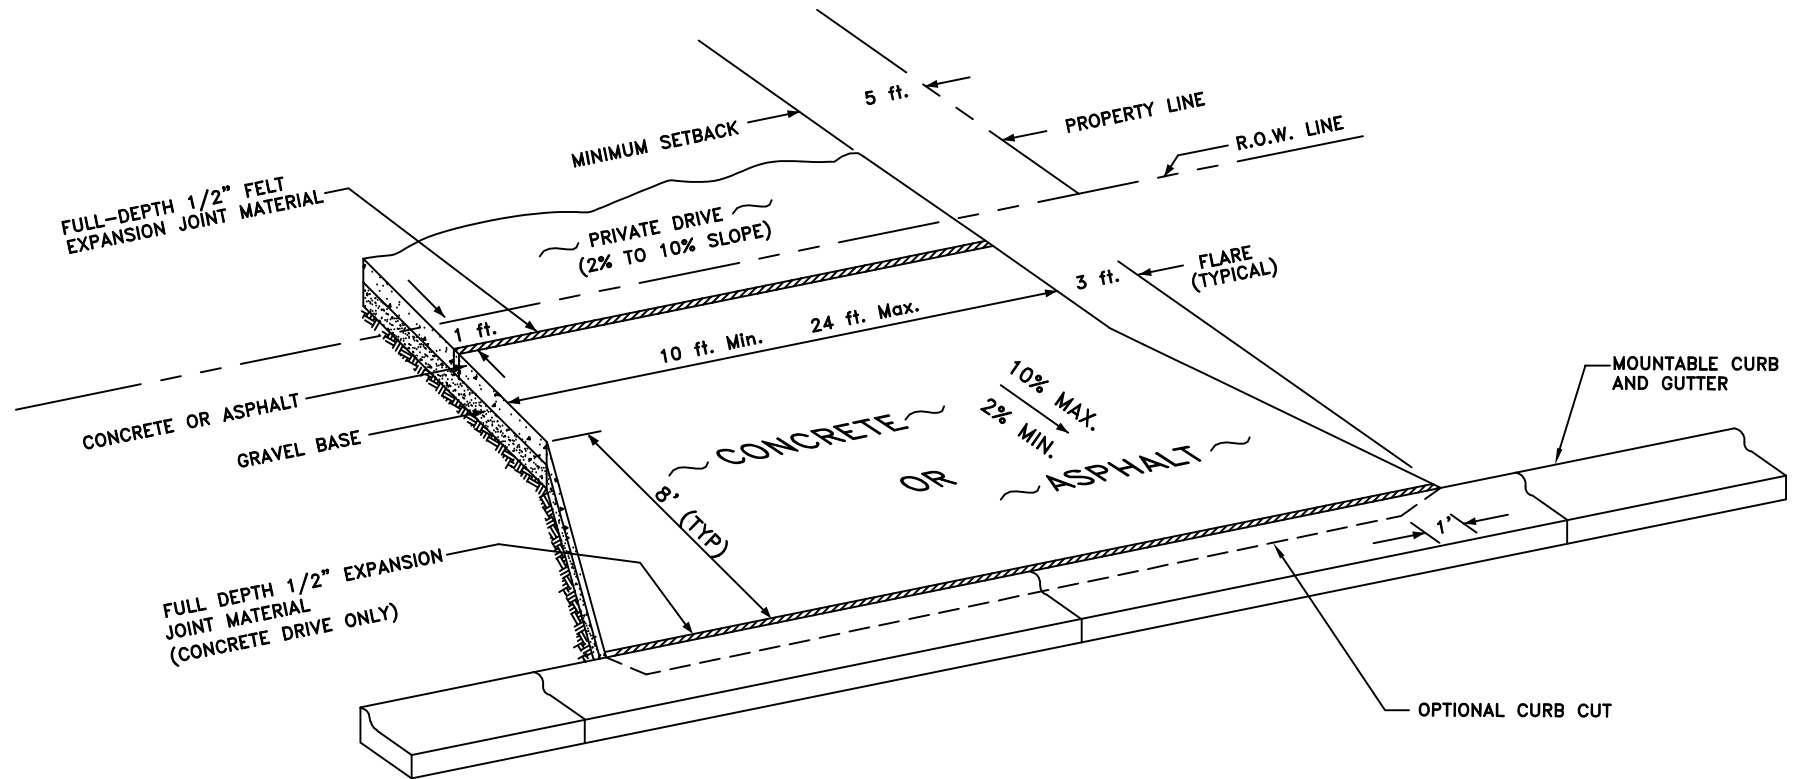 5 ft.
PROPERTY LINE
R.O.W. LINE
MINIMUM SETBACK
FULL-DEPTH 1/2" FELT
EXPANSION JOINT MATERIAL
PRIVATE DRIVE
(2% TO 10% SLOPE)
FLARE
(TYPICAL)
3 ft.
1 ft.
24 ft. Max.
10 ft. Min.
MOUNTABLE CURB
AND GUTTER
10% MAX.
2% MIN.
CONCRETE OR ASPHALT
GRAVEL BASE
CONCRETE
OR
ASPHALT
8' (TYP)
1'
FULL DEPTH 1/2" EXPANSION
JOINT MATERIAL
(CONCRETE DRIVE ONLY)
OPTIONAL CURB CUT